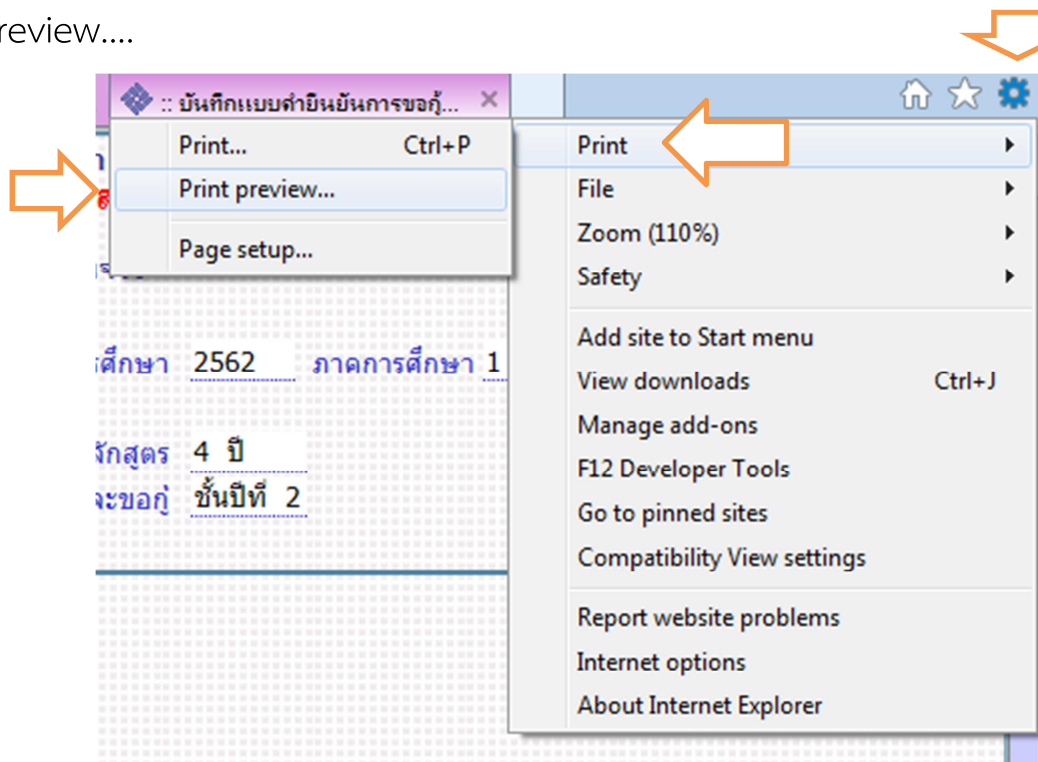 review....
:: บันทึกแบบคำยินยันการขอกู้...
Print... Ctrl+P
Print preview...
Page setup...
Print
File
Zoom (110%)
Safety
Add site to Start menu
View downloads Ctrl+J
Manage add-ons
F12 Developer Tools
Go to pinned sites
Compatibility View settings
Report website problems
Internet options
About Internet Explorer
ศึกษา 2562 ภาคการศึกษา 1
ลักสูตร 4 ปี
จะขอกู้ ชั้นปีที่ 2